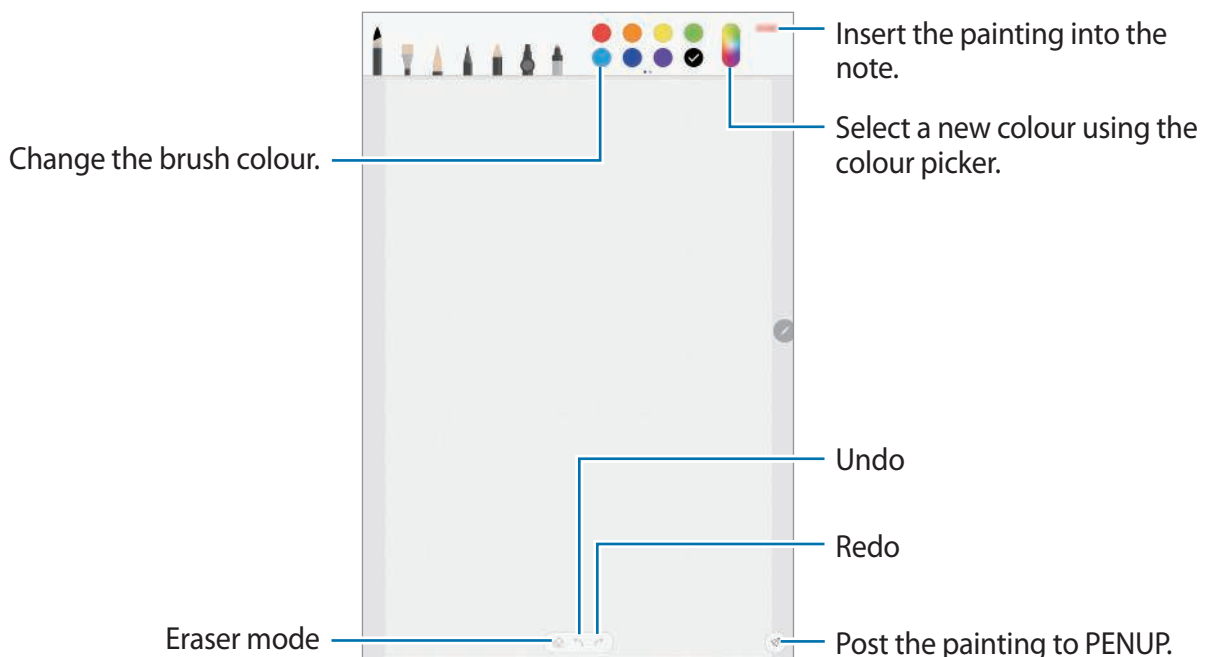 Insert the painting into the
note.
Select a new colour using the
colour picker.
Change the brush colour.
Undo
Redo
Eraser mode
Post the painting to PENUP.